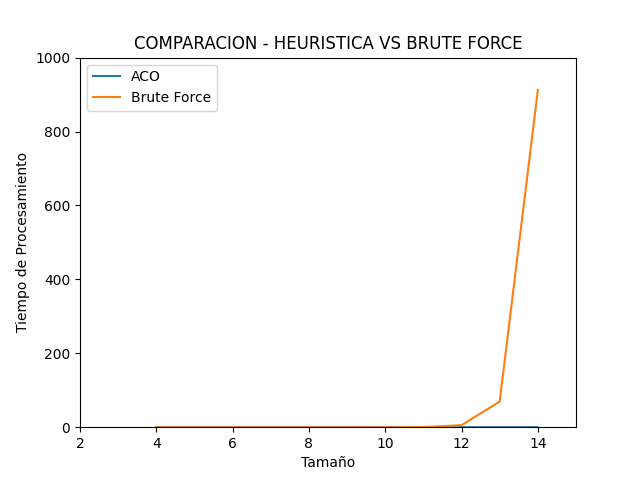 COMPARACION - HEURISTICA VS BRUTE FORCE
ACO
Brute Force
Tiempo de Procesamiento
1000
800
600
400
200
0
2 4 6 8 10 12 14
Tamaño